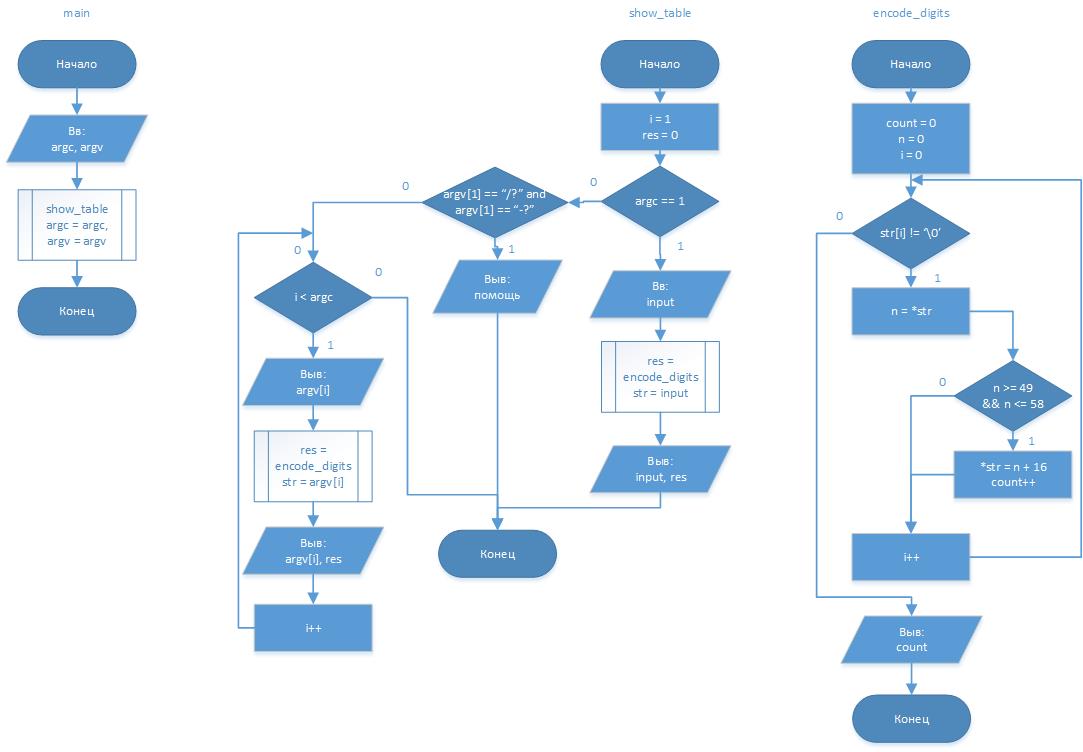 main
Начало
Вв:
argc, argv
show_table
argc = argc,
argv = argv
Конец
show_table
Начало
i = 1
res = 0
argc == 1
0
1
argv[1] == “/?” and
argv[1] == “-?”
0
1
Выв:
помощь
0
i < argc
0
1
Выв:
argv[i]
res =
encode_digits
str = argv[i]
Выв:
argv[i], res
i++
Вв:
input
res =
encode_digits
str = input
Выв:
input, res
Конец
encode_digits
Начало
count = 0
n = 0
i = 0
0
str[i] != ‘\0’
1
n = *str
0
n >= 49
&& n <= 58
1
*str = n + 16
count++
i++
Выв:
count
Конец